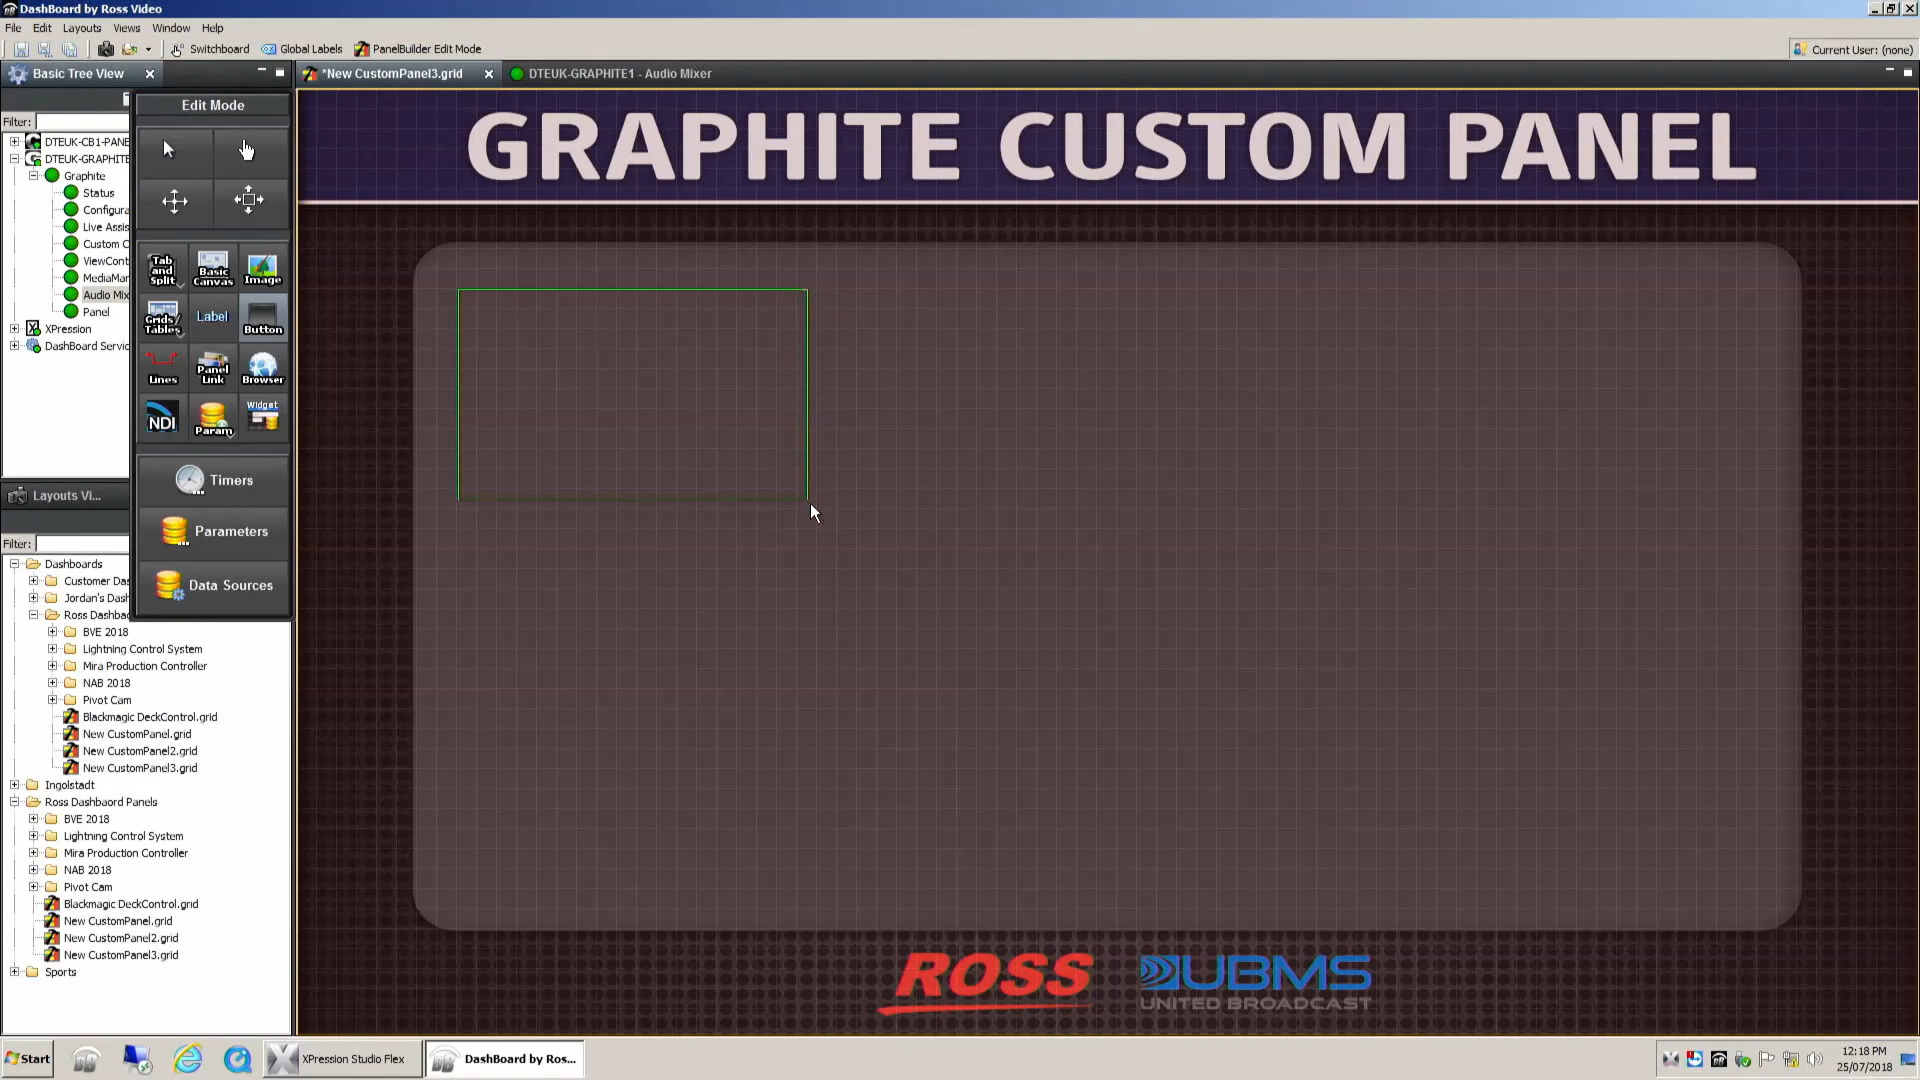 DashBoard by Ross Video
File Edit Layouts Views Window Help
Switchboard Global Labels PanelBuilder Edit Mode
Current User: (none)
Basic Tree View
*New CustomPanel3.grid
DTEUK-GRAPHITE1 - Audio Mixer
Edit Mode
Filter:
DTEUK-CB1-PANE
DTEUK-GRAPHITE
Graphite
Status
Configura
Live Assis
Custom C
ViewCont
MediaMar
Audio Mix
Panel
XPression
DashBoard Servic
Tab and Split
Basic Canvas
Image
Grids/ Tables
Label
Button
Lines
Panel Link
Browser
NDI
Param
Widget
Timers
Parameters
Data Sources
Layouts Vi...
Filter:
Dashboards
Customer Das
Jordan's Dash
Ross Dashbao
BVE 2018
Lightning Control System
Mira Production Controller
NAB 2018
Pivot Cam
Blackmagic DeckControl.grid
New CustomPanel.grid
New CustomPanel2.grid
New CustomPanel3.grid
Ingolstadt
Ross Dashbaord Panels
BVE 2018
Lightning Control System
Mira Production Controller
NAB 2018
Pivot Cam
Blackmagic DeckControl.grid
New CustomPanel.grid
New CustomPanel2.grid
New CustomPanel3.grid
Sports
GRAPHITE CUSTOM PANEL
ROSS
UBMS
UNITED BROADCAST
Start
XPression Studio Flex
DashBoard by Ros...
12:18 PM
25/07/2018